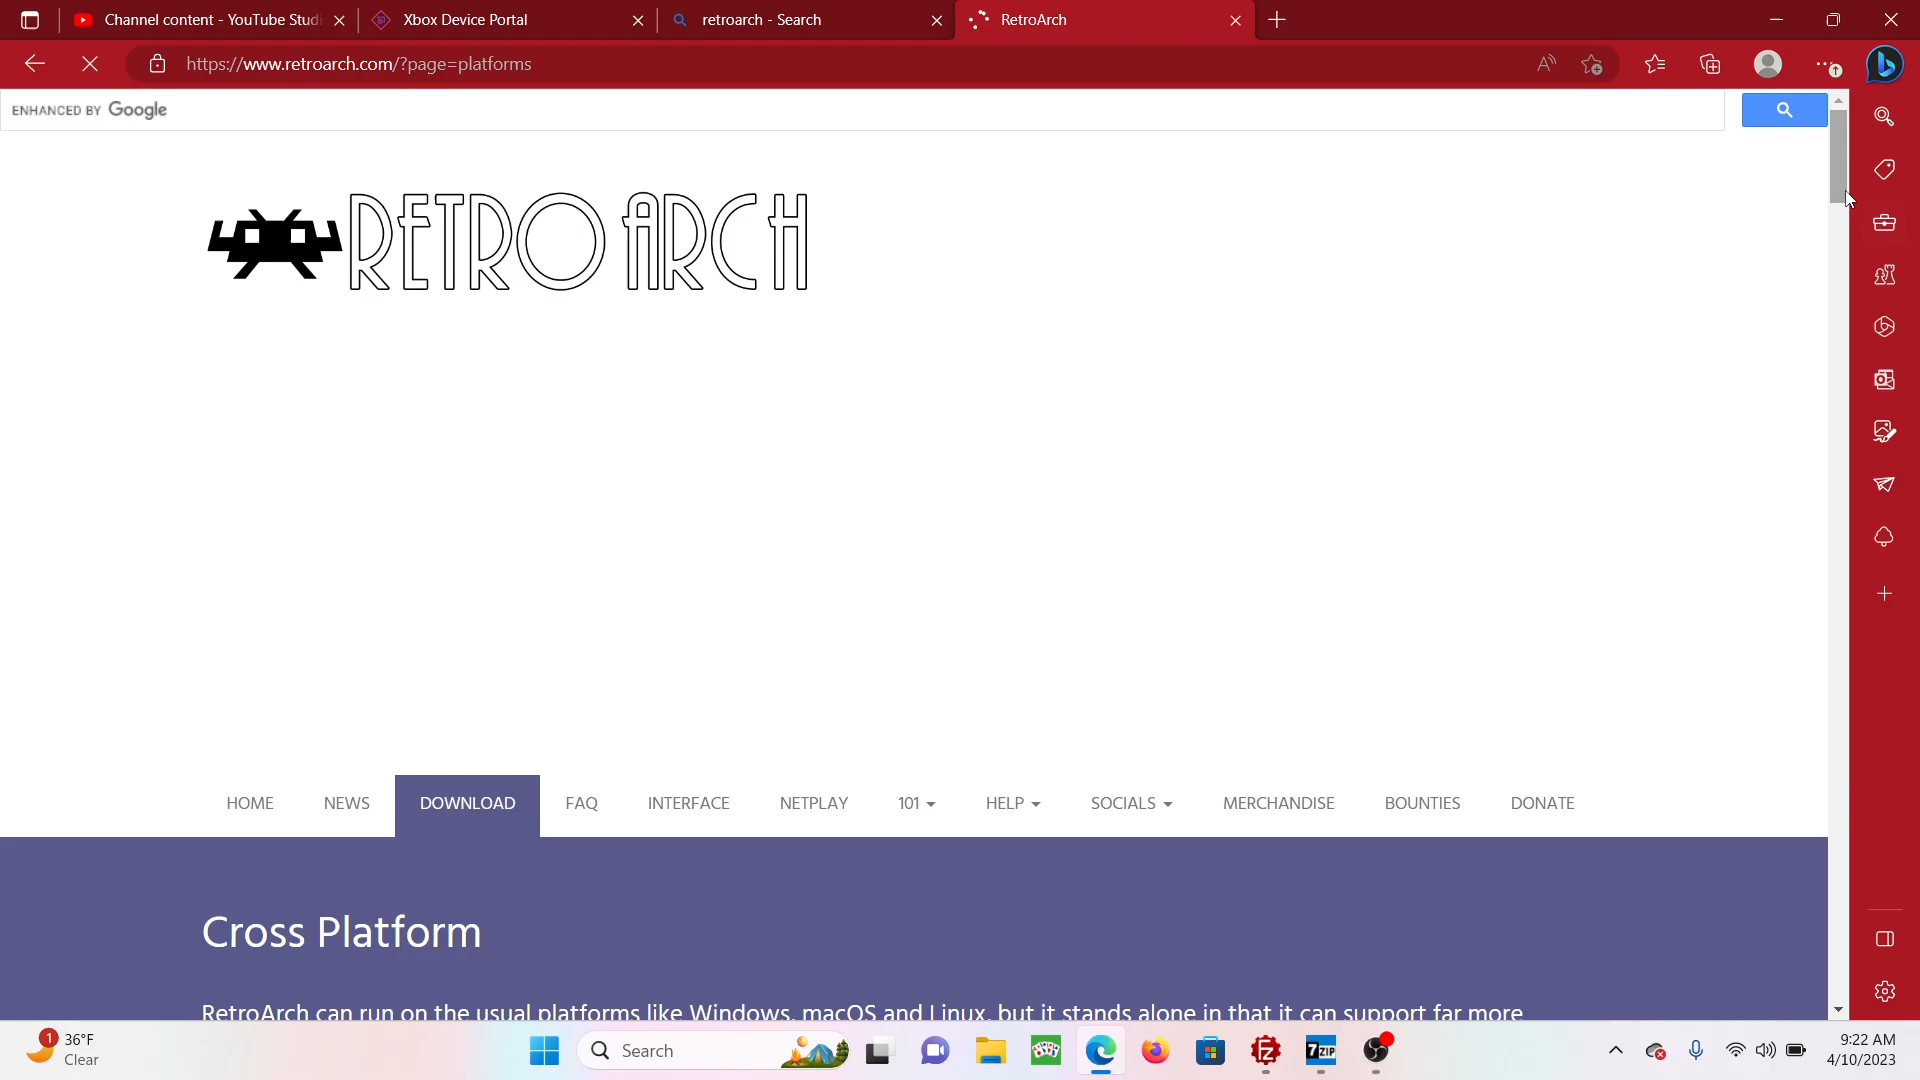 Channel content - YouTube Studi
Xbox Device Portal
retroarch - Search
RetroArch
https://www.retroarch.com/?page=platforms
ENHANCED BY Google
RETRO ARCH
HOME NEWS DOWNLOAD FAQ INTERFACE NETPLAY 101 HELP SOCIALS MERCHANDISE BOUNTIES DONATE
Cross Platform
RetroArch can run on the usual platforms like Windows, macOS and Linux, but it stands alone in that it can support far more
1
36°F
Clear
Search
7ZIP
9:22 AM
4/10/2023